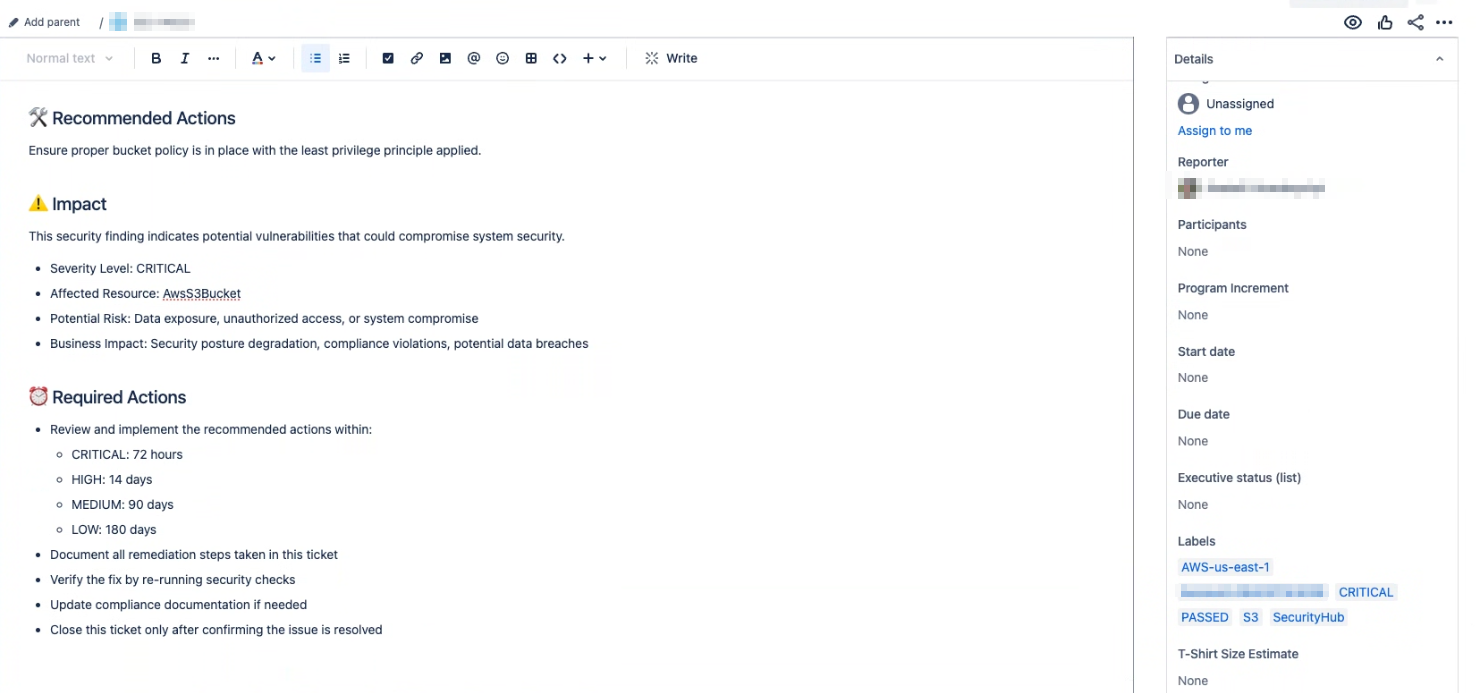 Add parent /
Normal text B I ... A Write
🛠 Recommended Actions
Ensure proper bucket policy is in place with the least privilege principle applied.
⚠️ Impact
This security finding indicates potential vulnerabilities that could compromise system security.
• Severity Level: CRITICAL
• Affected Resource: AwsS3Bucket
• Potential Risk: Data exposure, unauthorized access, or system compromise
• Business Impact: Security posture degradation, compliance violations, potential data breaches
⏰ Required Actions
• Review and implement the recommended actions within:
◦ CRITICAL: 72 hours
◦ HIGH: 14 days
◦ MEDIUM: 90 days
◦ LOW: 180 days
• Document all remediation steps taken in this ticket
• Verify the fix by re-running security checks
• Update compliance documentation if needed
• Close this ticket only after confirming the issue is resolved
Details
Unassigned
Assign to me
Reporter
Participants
None
Program Increment
None
Start date
None
Due date
None
Executive status (list)
None
Labels
AWS-us-east-1
CRITICAL
PASSED S3 SecurityHub
T-Shirt Size Estimate
None